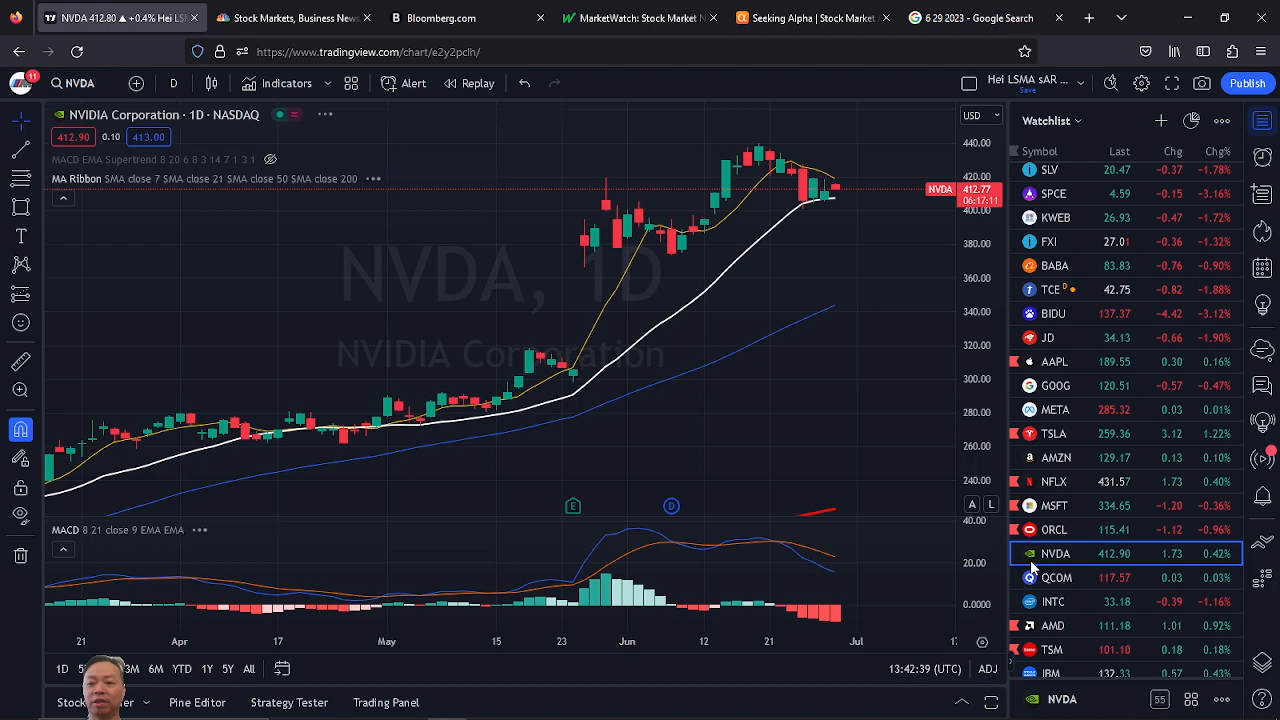 TV NVDA 412.80 ▲ +0.4% Hei LS
Stock Markets, Business News
B Bloomberg.com
MarketWatch: Stock Market N
Seeking Alpha | Stock Market A
6 29 2023 - Google Search
https://www.tradingview.com/chart/e2y2pclh/
11
NVDA
D
Indicators
Alert
Replay
Hei LSMA sAR ...
Save
Publish
NVIDIA Corporation · 1D · NASDAQ
412.90
0.10
413.00
MACD EMA Supertrend 8 20 6 8 3 14 7 1 3 1
MA Ribbon SMA close 7 SMA close 21 SMA close 50 SMA close 200
NVDA, 1D
NVIDIA Corporation
USD
440.00
420.00
NVDA 412.77
06:17:11
400.00
380.00
360.00
340.00
320.00
300.00
280.00
260.00
240.00
E
D
A L
MACD 8 21 close 9 EMA EMA
40.00
20.00
0.0000
21 Apr 17 May 15 23 Jun 12 21 Jul
1D 3M 6M YTD 1Y 5Y All
13:42:39 (UTC) ADJ
Pine Editor
Trading Panel
Watchlist
Symbol Last Chg Chg%
SLV 20.47 −0.37 −1.78%
SPCE 4.59 −0.15 −3.16%
KWEB 26.93 −0.47 −1.72%
FXI 27.01 −0.36 −1.32%
BABA 83.83 −0.76 −0.90%
TCE D 42.75 −0.82 −1.88%
BIDU 137.37 −4.42 −3.12%
JD 34.13 −0.66 −1.90%
AAPL 189.55 0.30 0.16%
GOOG 120.51 −0.57 −0.47%
META 285.32 0.03 0.01%
TSLA 259.36 3.12 1.22%
AMZN 129.17 0.13 0.10%
NFLX 431.57 1.73 0.40%
MSFT 334.65 −1.20 −0.36%
ORCL 115.41 −1.12 −0.96%
NVDA 412.90 1.73 0.42%
QCOM 117.57 0.03 0.03%
INTC 33.18 −0.39 −1.16%
AMD 111.18 1.01 0.92%
TSM 101.10 0.18 0.18%
IBM 132.33 0.57 0.43%
NVDA
55